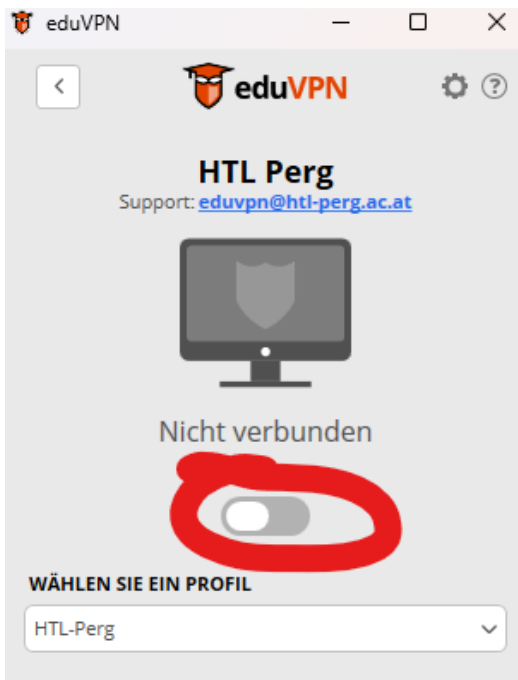 eduVPN
eduVPN
HTL Perg
Support: eduvpn@htl-perg.ac.at
Nicht verbunden
WÄHLEN SIE EIN PROFIL
HTL-Perg